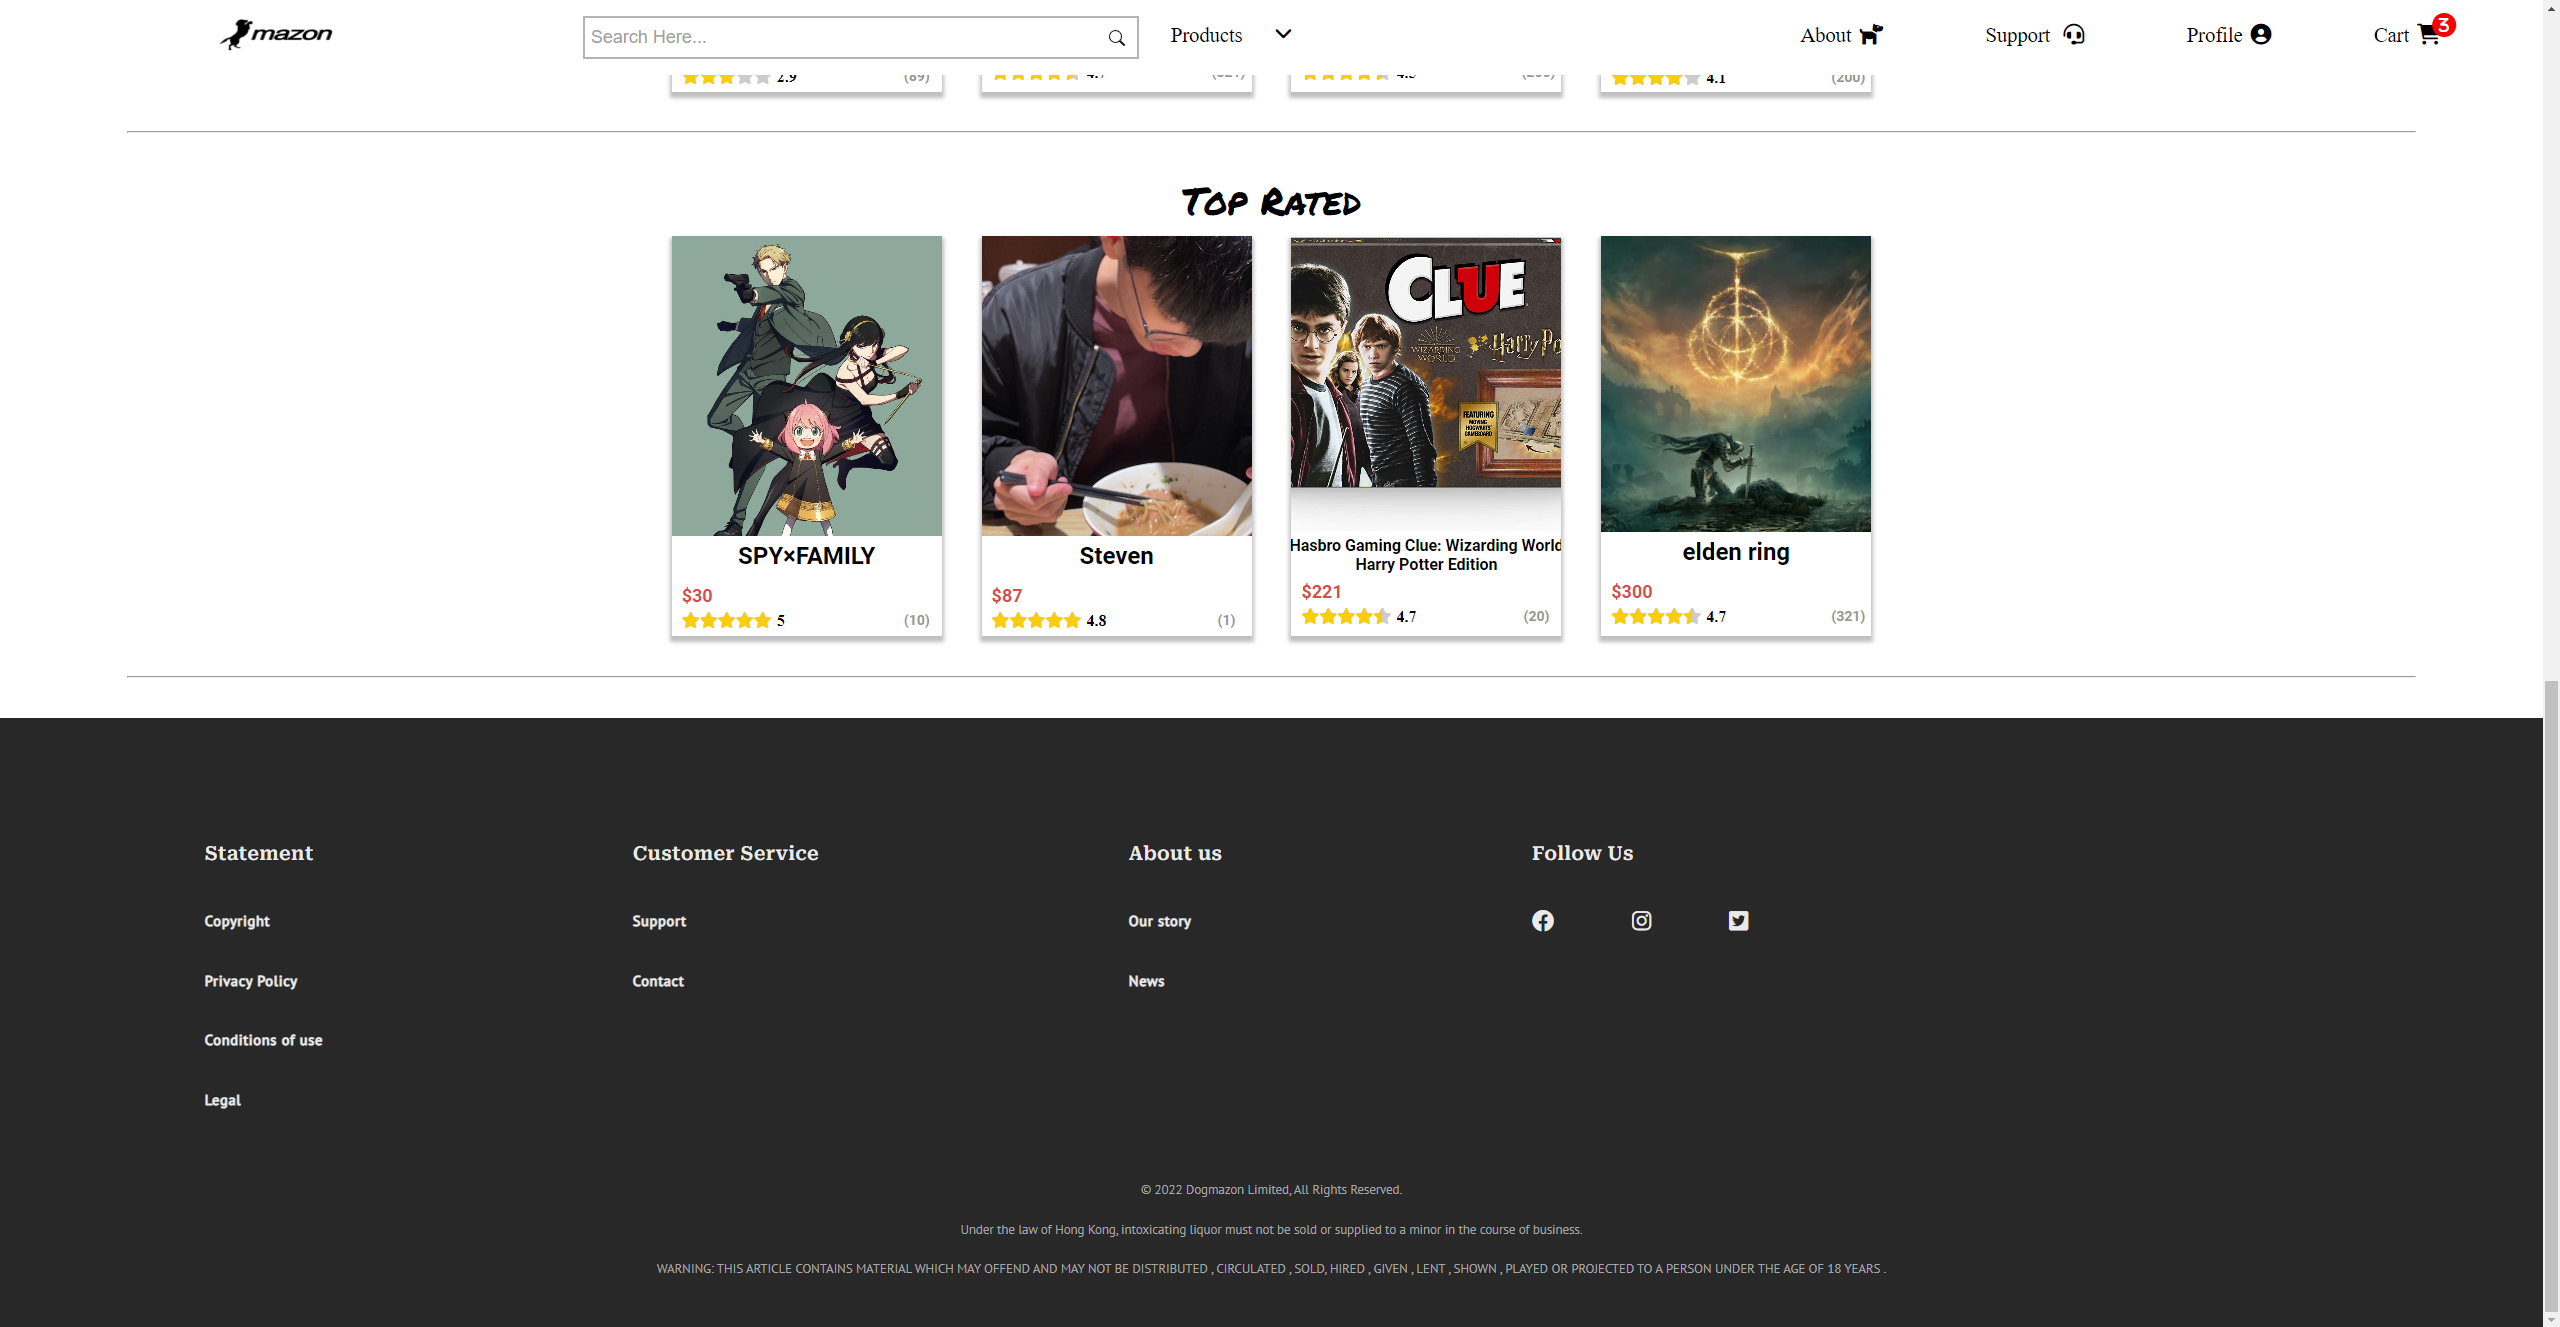 mazon
Search Here...
Products
About
Support
Profile
Cart
3
2.9
(89)
4.1
(200)
Top Rated
CLUE
WIZARDING
WORLD
Harry Po
FEATURING
MOVING
HOGWARTS
GAMEBOARD
SPY×FAMILY
$30
5
(10)
Steven
$87
4.8
(1)
Hasbro Gaming Clue: Wizarding World
Harry Potter Edition
$221
4.7
(20)
elden ring
$300
4.7
(321)
Statement
Copyright
Privacy Policy
Conditions of use
Legal
Customer Service
Support
Contact
About us
Our story
News
Follow Us
© 2022 Dogmazon Limited, All Rights Reserved.
Under the law of Hong Kong, intoxicating liquor must not be sold or supplied to a minor in the course of business.
WARNING: THIS ARTICLE CONTAINS MATERIAL WHICH MAY OFFEND AND MAY NOT BE DISTRIBUTED , CIRCULATED , SOLD, HIRED , GIVEN , LENT , SHOWN , PLAYED OR PROJECTED TO A PERSON UNDER THE AGE OF 18 YEARS .